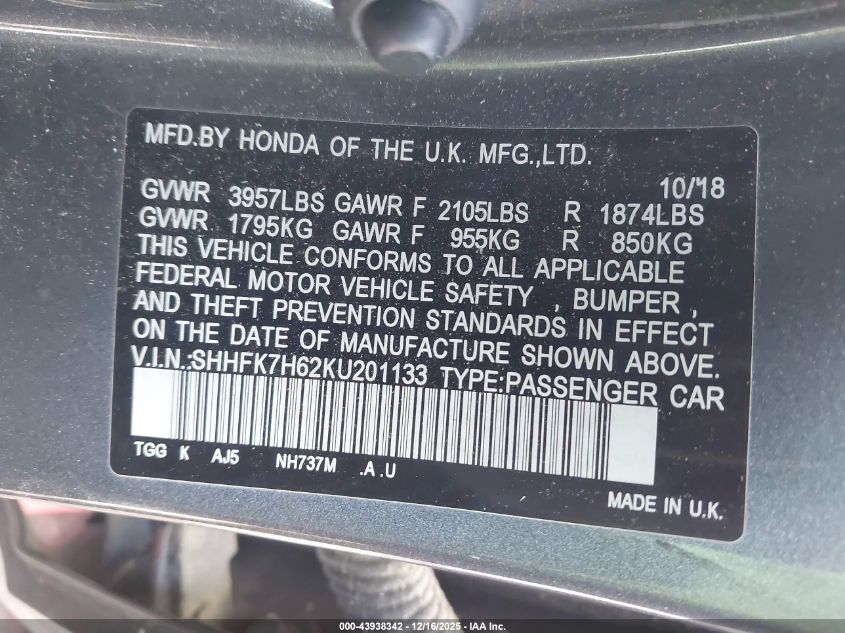 MFD.BY HONDA OF THE U.K. MFG.,LTD.
10/18
GVWR 3957LBS GAWR F 2105LBS R 1874LBS
GVWR 1795KG GAWR F 955KG R 850KG
THIS VEHICLE CONFORMS TO ALL APPLICABLE
FEDERAL MOTOR VEHICLE SAFETY , BUMPER ,
AND THEFT PREVENTION STANDARDS IN EFFECT
ON THE DATE OF MANUFACTURE SHOWN ABOVE.
V.I.N.:SHHFK7H62KU201133 TYPE:PASSENGER CAR
TGG K AJ5 NH737M .A .U
MADE IN U.K.
000-43938342 - 12/16/2025 - IAA Inc.